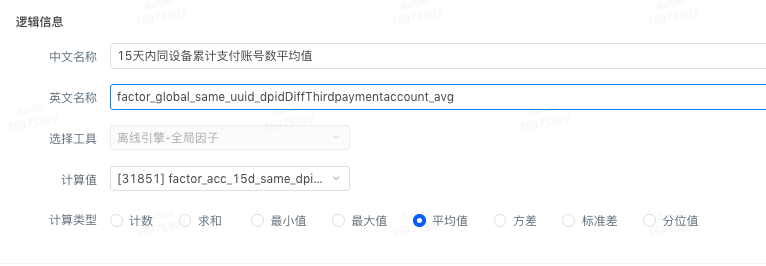 逻辑信息
中文名称 15天内同设备累计支付账号数平均值
英文名称 factor_global_same_uuid_dpidDiffThirdpaymentaccount_avg
选择工具 离线引擎-全局因子
计算值 [31851] factor_acc_15d_same_dpi...
计算类型 计数 求和 最小值 最大值 平均值 方差 标准差 分位值